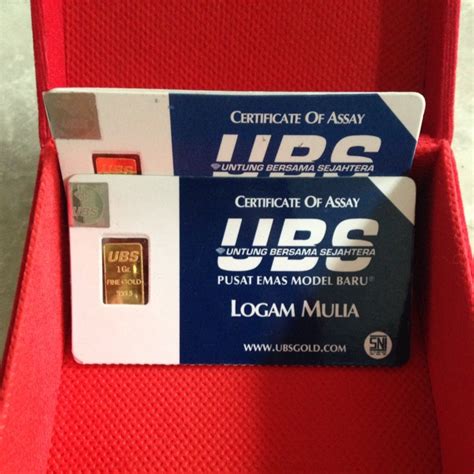 CERTIFICATE OF ASSAY
UBS
UNTUNG BERSAMA SEJAHTERA
CERTIFICATE OF ASSAY
UBS
UNTUNG BERSAMA SEJAHTERA
PUSAT EMAS MODEL BARU®
LOGAM MULIA
WWW.UBSGOLD.COM
SNI
UBS
UBS
1 Gr
FINE GOLD